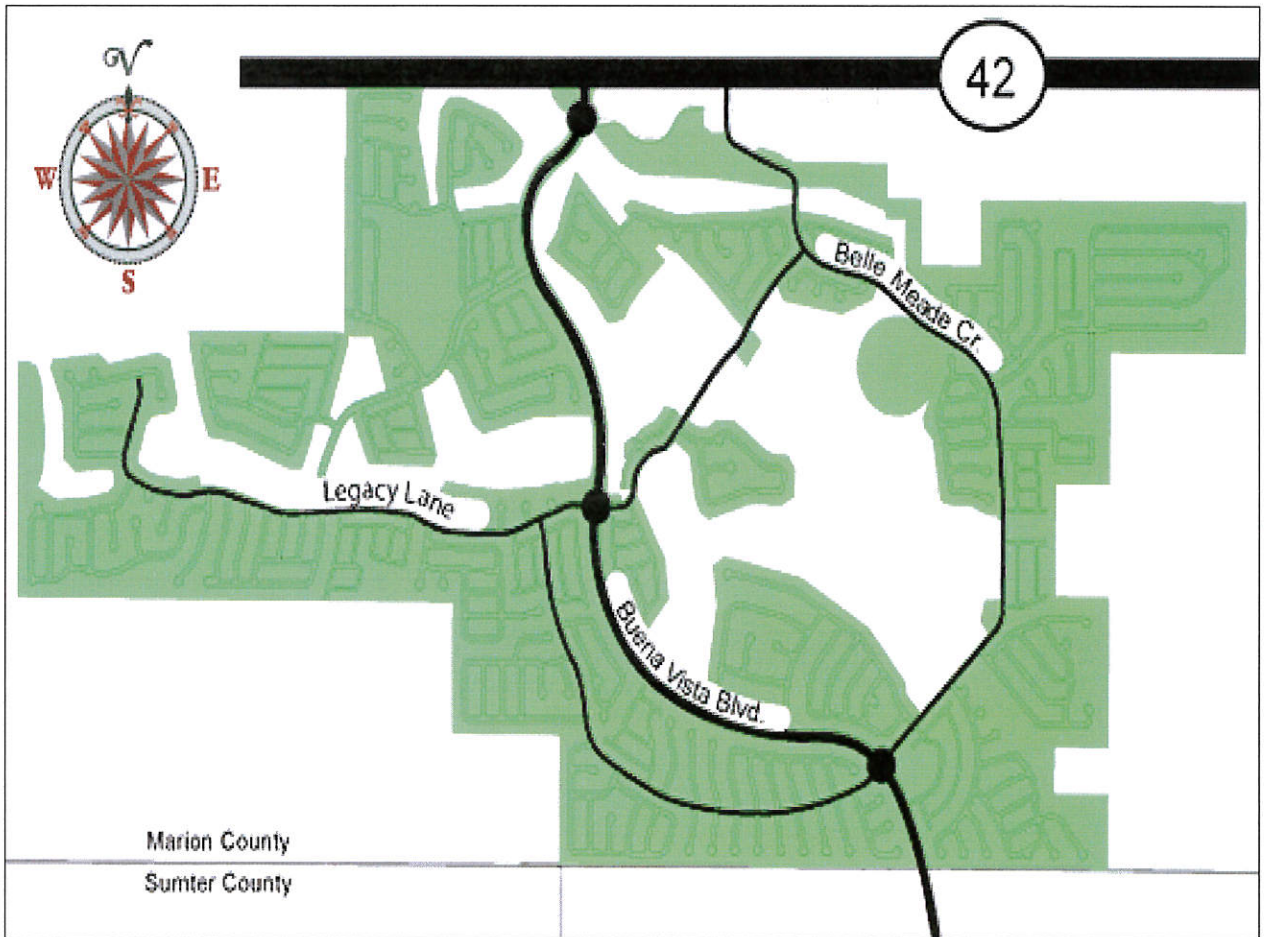 N
42
W
E
S
Belle Meade Cr.
Legacy Lane
Buena Vista Blvd.
Marion County
Sumter County